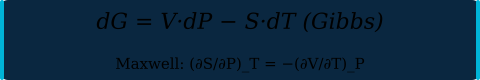 dG = V·dP − S·dT (Gibbs)
Maxwell: (∂S/∂P)_T = −(∂V/∂T)_P